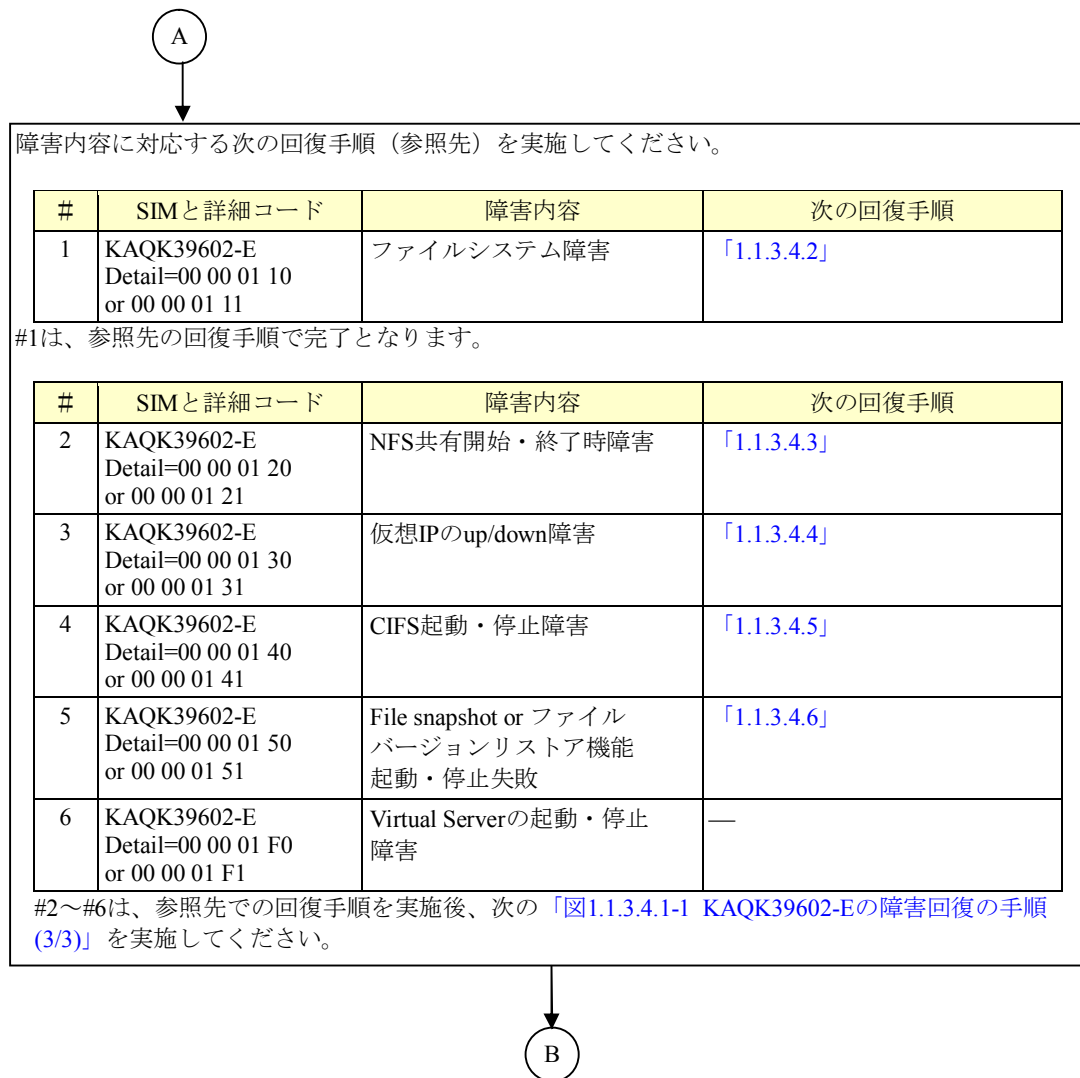 A
障害内容に対応する次の回復手順（参照先）を実施してください。
# SIMと詳細コード 障害内容 次の回復手順
1 KAQK39602-E ファイルシステム障害 「1.1.3.4.2」
Detail=00 00 01 10
or 00 00 01 11
#1は、参照先の回復手順で完了となります。
# SIMと詳細コード 障害内容 次の回復手順
2 KAQK39602-E NFS共有開始・終了時障害 「1.1.3.4.3」
Detail=00 00 01 20
or 00 00 01 21
3 KAQK39602-E 仮想IPのup/down障害 「1.1.3.4.4」
Detail=00 00 01 30
or 00 00 01 31
4 KAQK39602-E CIFS起動・停止障害 「1.1.3.4.5」
Detail=00 00 01 40
or 00 00 01 41
5 KAQK39602-E File snapshot or ファイル 「1.1.3.4.6」
Detail=00 00 01 50 バージョンリストア機能
or 00 00 01 51 起動・停止失敗
6 KAQK39602-E Virtual Serverの起動・停止 —
Detail=00 00 01 F0 障害
or 00 00 01 F1
#2～#6は、参照先での回復手順を実施後、次の「図1.1.3.4.1-1 KAQK39602-Eの障害回復の手順
(3/3)」を実施してください。
B